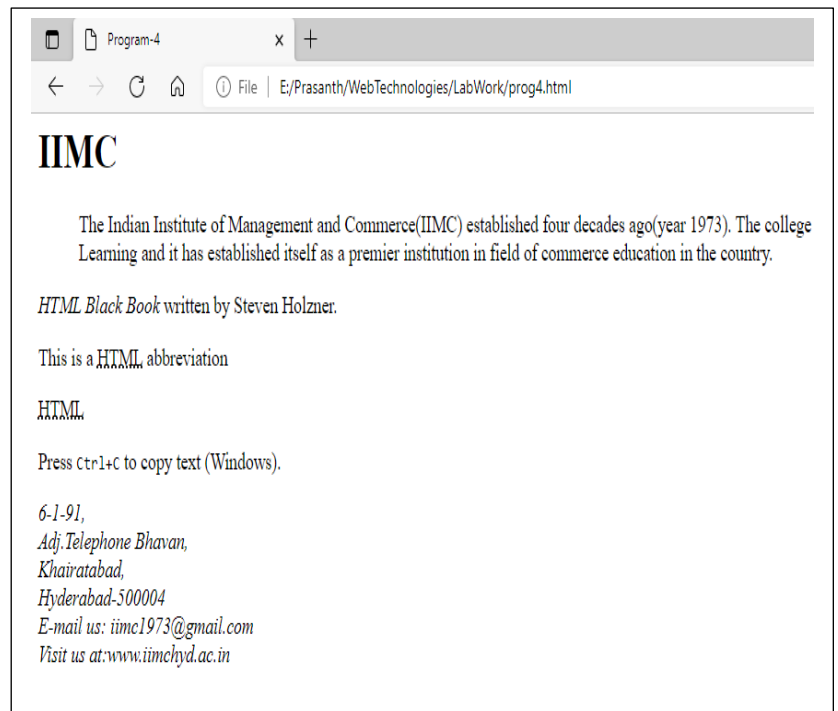 Program-4
File | E:/Prasanth/WebTechnologies/LabWork/prog4.html
IIMC
The Indian Institute of Management and Commerce(IIMC) established four decades ago(year 1973). The college
Learning and it has established itself as a premier institution in field of commerce education in the country.
HTML Black Book written by Steven Holzner.
This is a HTML abbreviation
HTML
Press Ctrl+C to copy text (Windows).
6-1-91,
Adj.Telephone Bhavan,
Khairatabad,
Hyderabad-500004
E-mail us: iimc1973@gmail.com
Visit us at:www.iimchyd.ac.in